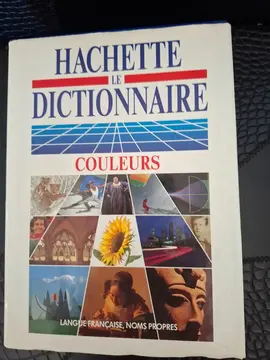 HACHETTE
LE
DICTIONNAIRE
COULEURS
LANGUE FRANÇAISE, NOMS PROPRES